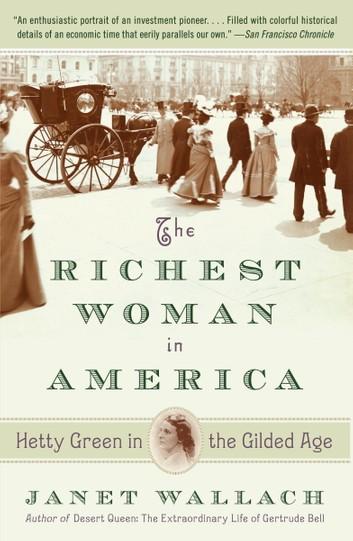 "An enthusiastic portrait of an investment pioneer. . . . Filled with colorful historical
details of an economic time that eerily parallels our own." —San Francisco Chronicle
The
RICHEST
WOMAN
in
AMERICA
Hetty Green in the Gilded Age
JANET WALLACH
Author of Desert Queen: The Extraordinary Life of Gertrude Bell